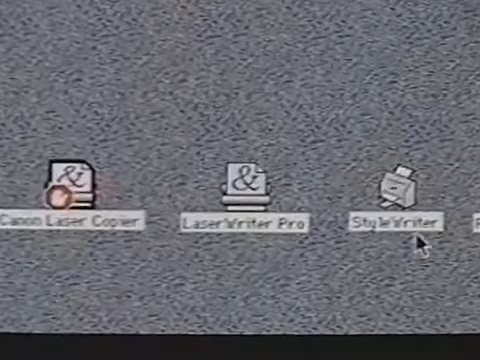 &
&
Canon Laser Copier
LaserWriter Pro
StyleWriter